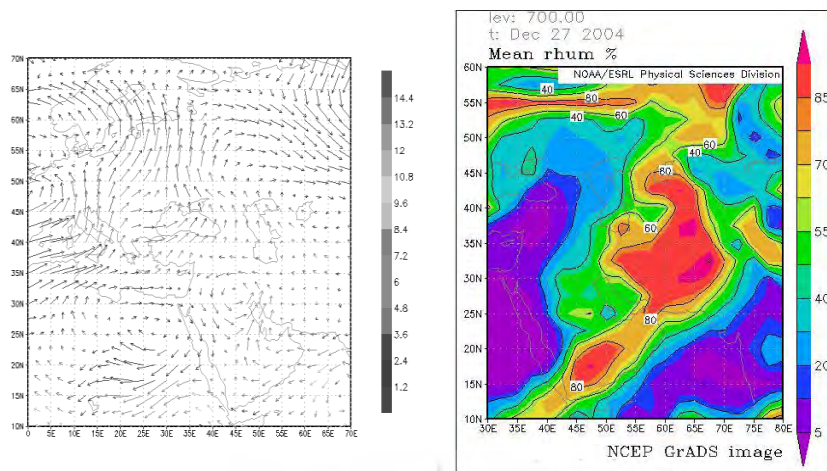 70N
65N
60N
55N
50N
45N
40N
35N
30N
25N
20N
15N
10N
0 5E 10E 15E 20E 25E 30E 35E 40E 45E 50E 55E 60E 65E 70E
14.4
13.2
12
10.8
9.6
8.4
7.2
6
4.8
3.6
2.4
1.2
lev: 700.00
t: Dec 27 2004
Mean rhum %
NOAA/ESRL Physical Sciences Division
60N
55N
50N
45N
40N
35N
30N
25N
20N
15N
10N
30E 35E 40E 45E 50E 55E 60E 65E 70E 75E 80E
40 80
40 60
60
40
80
60
80
80
85
70
55
5
NCEP GrADS image